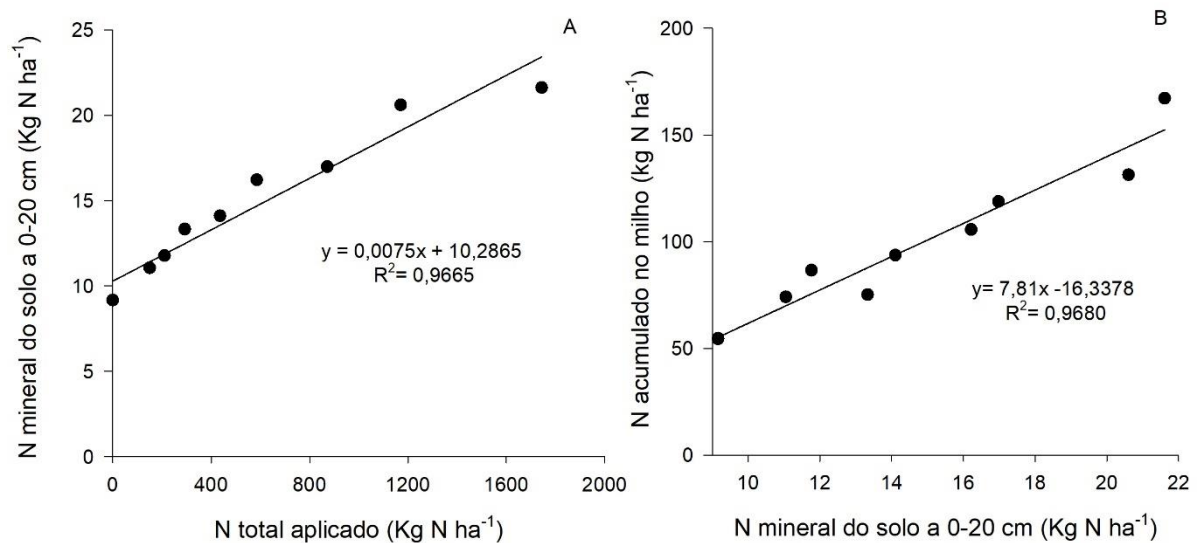 A
N mineral do solo a 0-20 cm (Kg N ha⁻¹)
25
20
15
10
5
0
y = 0,0075x + 10,2865
R²= 0,9665
0 400 800 1200 1600 2000
N total aplicado (Kg N ha⁻¹)
B
N acumulado no milho (kg N ha⁻¹)
200
150
100
50
0
y= 7,81x -16,3378
R²= 0,9680
10 12 14 16 18 20 22
N mineral do solo a 0-20 cm (Kg N ha⁻¹)